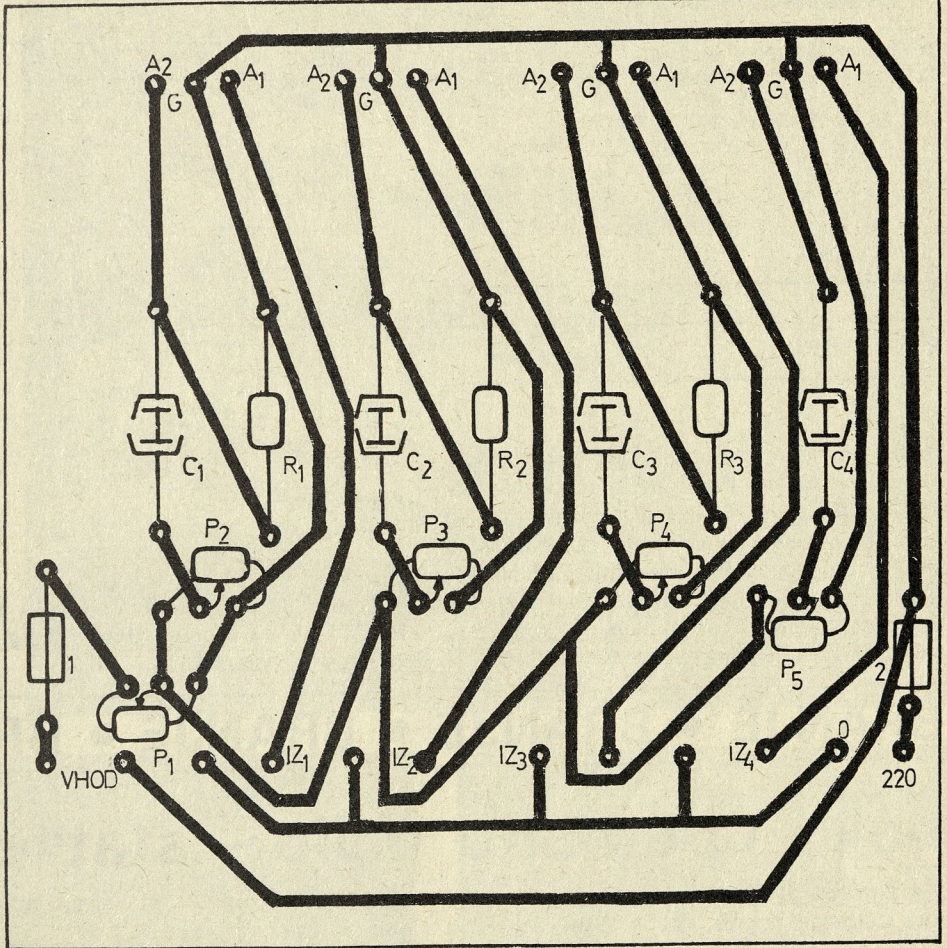 A2 G A1 A2 G A1 A2 G A1 A2 G A1
C1 R1 C2 R2 C3 R3 C4
P2 P3 P4
1 P5 2
VHOD P1 IZ1 IZ2 IZ3 IZ4 0 220